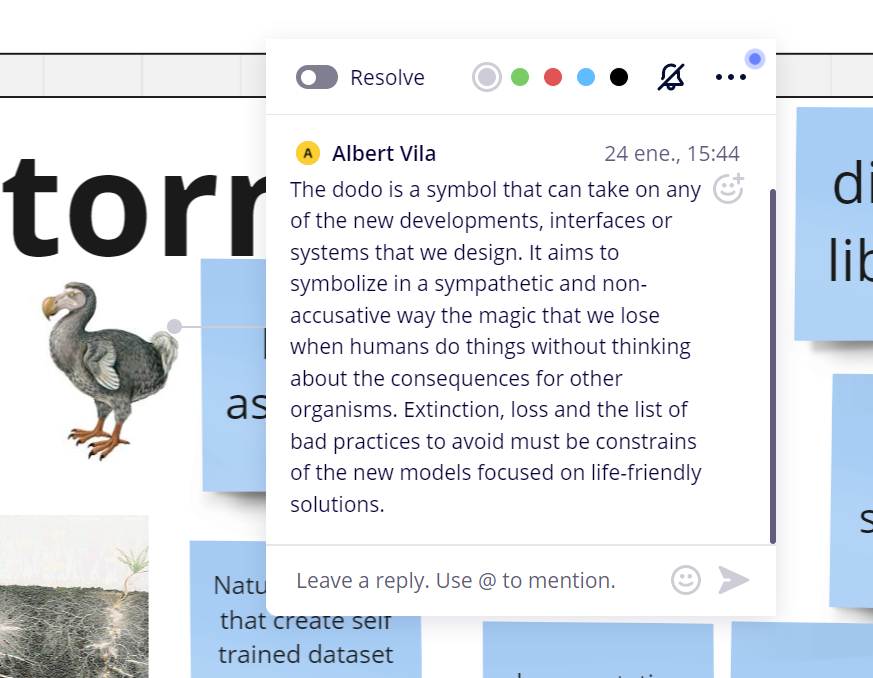 Resolve
A Albert Vila 24 ene., 15:44
The dodo is a symbol that can take on any
of the new developments, interfaces or
systems that we design. It aims to
symbolize in a sympathetic and non-
accusative way the magic that we lose
when humans do things without thinking
about the consequences for other
organisms. Extinction, loss and the list of
bad practices to avoid must be constrains
of the new models focused on life-friendly
solutions.
Leave a reply. Use @ to mention.
torr
di
lib
as
s
Natu
that create self
trained dataset